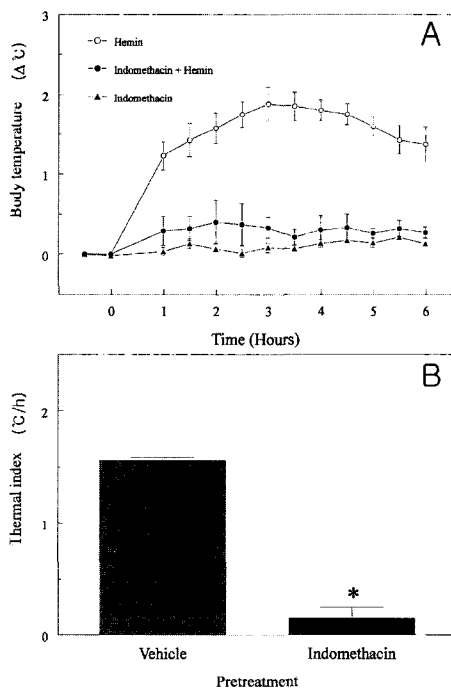 A
Hemin
Indomethacin + Hemin
Indomethacin
Body temperature (Δ℃)
3
2
1
0
0 1 2 3 4 5 6
Time (Hours)
B
Thermal index (℃/h)
2
1
0
*
Vehicle Indomethacin
Pretreatment